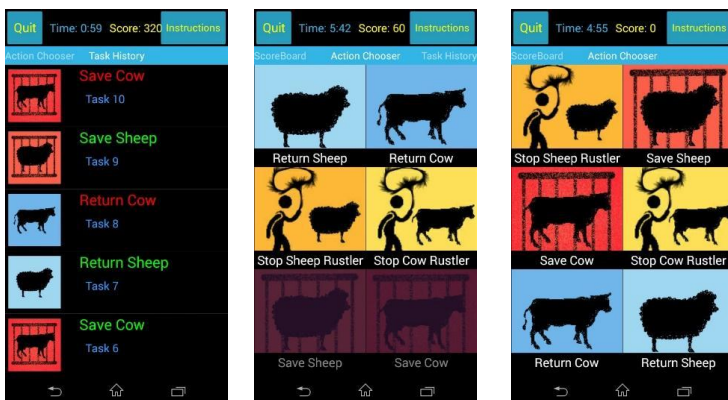 Quit Time: 0:59 Score: 320 Instructions
Action Chooser Task History
Save Cow
Task 10
Save Sheep
Task 9
Return Cow
Task 8
Return Sheep
Task 7
Save Cow
Task 6
Quit Time: 5:42 Score: 60 Instructions
ScoreBoard Action Chooser Task History
Return Sheep Return Cow
Stop Sheep Rustler Stop Cow Rustler
Save Sheep Save Cow
Quit Time: 4:55 Score: 0 Instructions
ScoreBoard Action Chooser
Stop Sheep Rustler Save Sheep
Save Cow Stop Cow Rustler
Return Cow Return Sheep